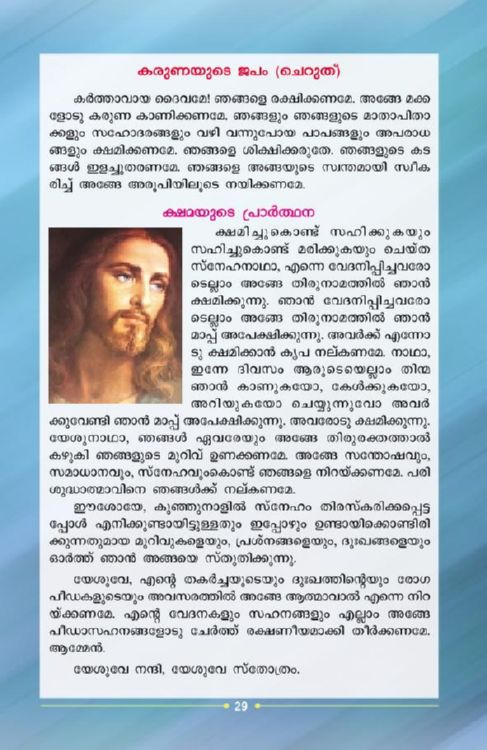 കരുണയുടെ ജപം (ചെറുത്)
കർത്താവായ ദൈവമേ! ഞങ്ങളെ രക്ഷിക്കണമേ. അങ്ങേ മക്ക
ളോടു കരുണ കാണിക്കണമേ. ഞങ്ങളും ഞങ്ങളുടെ മാതാപിതാ
ക്കളും സഹോദരങ്ങളും വഴി വന്നുപോയ പാപങ്ങളും അപരാധ
ങ്ങളും ക്ഷമിക്കണമേ. ഞങ്ങളെ ശിക്ഷിക്കരുതേ. ഞങ്ങളുടെ കട
ങ്ങൾ ഇളച്ചുതരണമേ. ഞങ്ങളെ അങ്ങയുടെ സ്വന്തമായി സ്വീക
രിച്ച് അങ്ങേ അരൂപിയിലൂടെ നയിക്കണമേ.
ക്ഷമയുടെ പ്രാർത്ഥന
ക്ഷമിച്ചുകൊണ്ട് സഹിക്കുകയും
സഹിച്ചുകൊണ്ട് മരിക്കുകയും ചെയ്ത
സ്നേഹനാഥാ, എന്നെ വേദനിപ്പിച്ചവരോ
ടെല്ലാം അങ്ങേ തിരുനാമത്തിൽ ഞാൻ
ക്ഷമിക്കുന്നു. ഞാൻ വേദനിപ്പിച്ചവരോ
ടെല്ലാം അങ്ങേ തിരുനാമത്തിൽ ഞാൻ
മാപ്പ് അപേക്ഷിക്കുന്നു. അവർക്ക് എന്നോ
ടു ക്ഷമിക്കാൻ കൃപ നല്കണമേ. നാഥാ,
ഇന്നേ ദിവസം ആരുടെയെല്ലാം തിന്മ
ഞാൻ കാണുകയോ, കേൾക്കുകയോ,
അറിയുകയോ ചെയ്യുന്നുവോ അവർ
ക്കുവേണ്ടി ഞാൻ മാപ്പ് അപേക്ഷിക്കുന്നു. അവരോടു ക്ഷമിക്കുന്നു.
യേശുനാഥാ, ഞങ്ങൾ ഏവരേയും അങ്ങേ തിരുരക്തത്താൽ
കഴുകി ഞങ്ങളുടെ മുറിവ് ഉണക്കണമേ. അങ്ങേ സന്തോഷവും,
സമാധാനവും, സ്നേഹവുംകൊണ്ട് ഞങ്ങളെ നിറയ്ക്കണമേ. പരി
ശുദ്ധാത്മാവിനെ ഞങ്ങൾക്ക് നല്കണമേ.
ഈശോയേ, കുഞ്ഞുനാളിൽ സ്നേഹം തിരസ്കരിക്കപ്പെട്ട
പ്പോൾ എനിക്കുണ്ടായിട്ടുള്ളതും ഇപ്പോഴും ഉണ്ടായിക്കൊണ്ടിരി
ക്കുന്നതുമായ മുറിവുകളെയും, പ്രശ്നങ്ങളെയും, ദുഃഖങ്ങളെയും
ഓർത്ത് ഞാൻ അങ്ങയെ സ്തുതിക്കുന്നു.
യേശുവേ, എന്റെ തകർച്ചയുടെയും ദുഃഖത്തിന്റെയും രോഗ
പീഡകളുടെയും അവസരത്തിൽ അങ്ങേ ആത്മാവാൽ എന്നെ നിറ
യ്ക്കണമേ. എന്റെ വേദനകളും സഹനങ്ങളും എല്ലാം അങ്ങേ
പീഡാസഹനങ്ങളോടു ചേർത്ത് രക്ഷണീയമാക്കി തീർക്കണമേ.
ആമ്മേൻ.
യേശുവേ നന്ദി, യേശുവേ സ്തോത്രം.
29